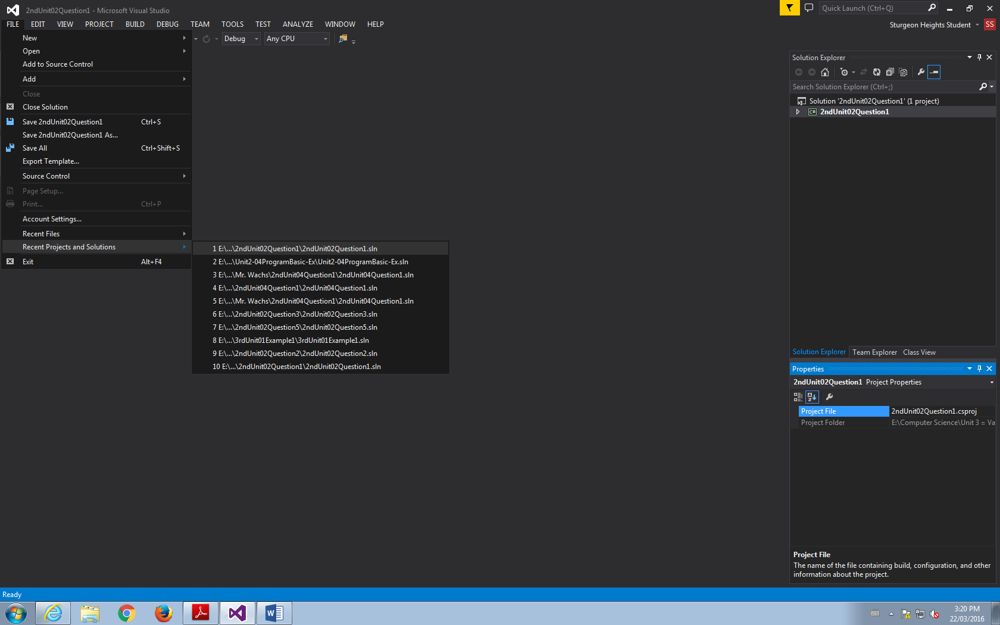 2ndUnit02Question1 - Microsoft Visual Studio
Quick Launch (Ctrl+Q)
FILE EDIT VIEW PROJECT BUILD DEBUG TEAM TOOLS TEST ANALYZE WINDOW HELP
Sturgeon Heights Student SS
Debug Any CPU
New
Open
Add to Source Control
Add
Close
Close Solution
Save 2ndUnit02Question1 Ctrl+S
Save 2ndUnit02Question1 As...
Save All Ctrl+Shift+S
Export Template...
Source Control
Page Setup...
Print... Ctrl+P
Account Settings...
Recent Files
Recent Projects and Solutions
Exit Alt+F4
1 E:\...\2ndUnit02Question1\2ndUnit02Question1.sln
2 E:\...\Unit2-04ProgramBasic-Ex\Unit2-04ProgramBasic-Ex.sln
3 E:\...\Mr. Wachs\2ndUnit04Question1\2ndUnit04Question1.sln
4 E:\...\2ndUnit04Question1\2ndUnit04Question1.sln
5 E:\...\Mr. Wachs\2ndUnit04Question1\2ndUnit04Question1.sln
6 E:\...\2ndUnit02Question3\2ndUnit02Question3.sln
7 E:\...\2ndUnit02Question5\2ndUnit02Question5.sln
8 E:\...\3rdUnit01Example1\3rdUnit01Example1.sln
9 E:\...\2ndUnit02Question2\2ndUnit02Question2.sln
10 E:\...\2ndUnit02Question1\2ndUnit02Question1.sln
Solution Explorer
Search Solution Explorer (Ctrl+;)
Solution '2ndUnit02Question1' (1 project)
C# 2ndUnit02Question1
Solution Explorer Team Explorer Class View
Properties
2ndUnit02Question1 Project Properties
Project File 2ndUnit02Question1.csproj
Project Folder E:\Computer Science\Unit 3 = Va
Project File
The name of the file containing build, configuration, and other
information about the project.
Ready
3:20 PM
22/03/2016